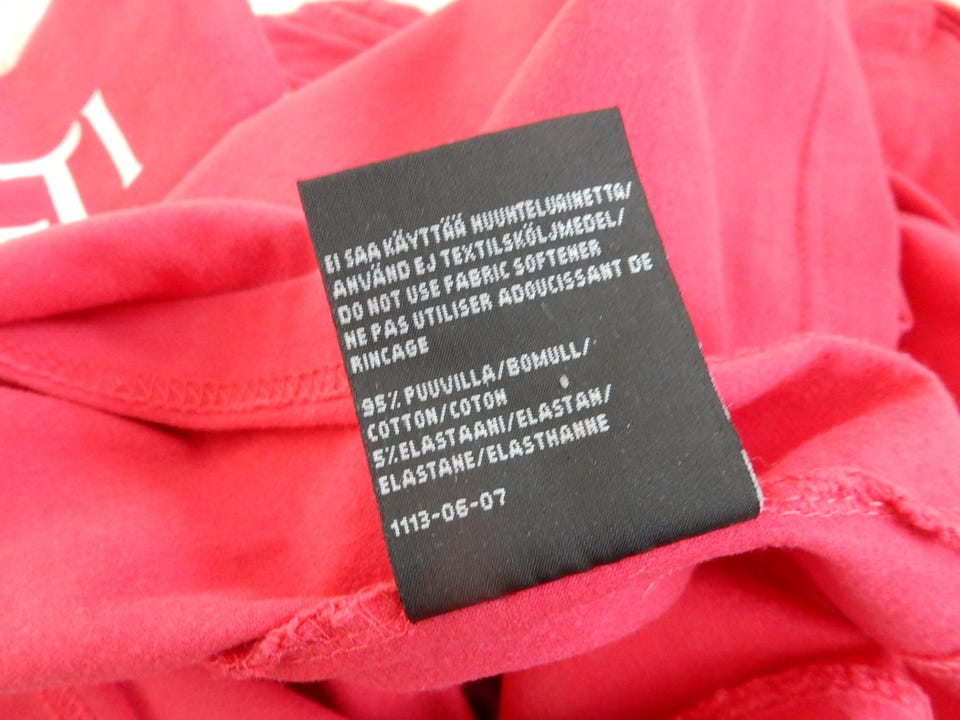 EI SAA KÄYTTÄÄ HUUHTELUAINETTA/
ANVÄND EJ TEXTILSKÖLJMEDEL/
DO NOT USE FABRIC SOFTENER
NE PAS UTILISER ADOUCISSANT DE
RINCAGE
95% PUUVILLA/BOMULL/
COTTON/COTON
5%ELASTAANI/ELASTAN/
ELASTANE/ELASTHANNE
1113-06-07